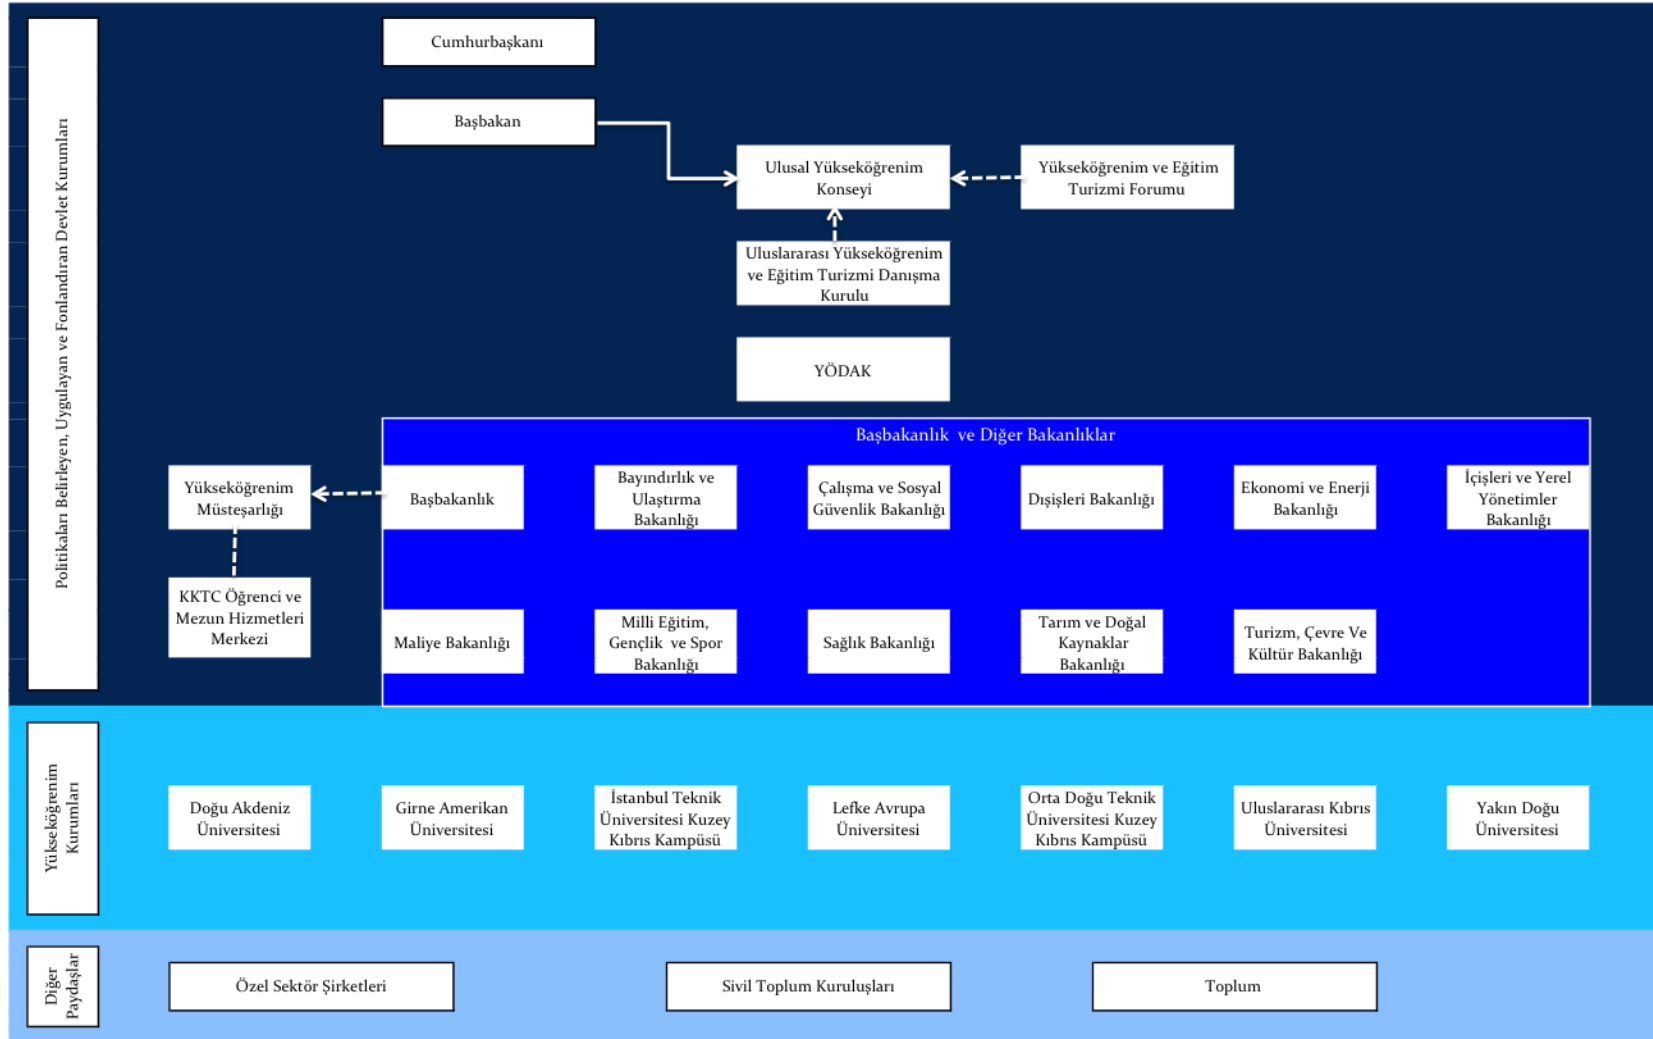 Politikaları Belirleyen, Uygulayan ve Fonlandıran Devlet Kurumları
Cumhurbaşkanı
Başbakan
Ulusal Yükseköğrenim
Konseyi
Yükseköğrenim ve Eğitim
Turizmi Forumu
Uluslararası Yükseköğrenim
ve Eğitim Turizmi Danışma
Kurulu
YÖDAK
Başbakanlık ve Diğer Bakanlıklar
Yükseköğrenim
Müsteşarlığı
Başbakanlık
Bayındırlık ve
Ulaştırma
Bakanlığı
Çalışma ve Sosyal
Güvenlik Bakanlığı
Dışişleri Bakanlığı
Ekonomi ve Enerji
Bakanlığı
İçişleri ve Yerel
Yönetimler
Bakanlığı
KKTC Öğrenci ve
Mezun Hizmetleri
Merkezi
Maliye Bakanlığı
Milli Eğitim,
Gençlik ve Spor
Bakanlığı
Sağlık Bakanlığı
Tarım ve Doğal
Kaynaklar
Bakanlığı
Turizm, Çevre Ve
Kültür Bakanlığı
Yükseköğrenim
Kurumları
Doğu Akdeniz
Üniversitesi
Girne Amerikan
Üniversitesi
İstanbul Teknik
Üniversitesi Kuzey
Kıbrıs Kampüsü
Lefke Avrupa
Üniversitesi
Orta Doğu Teknik
Üniversitesi Kuzey
Kıbrıs Kampüsü
Uluslararası Kıbrıs
Üniversitesi
Yakın Doğu
Üniversitesi
Diğer
Paydaşlar
Özel Sektör Şirketleri
Sivil Toplum Kuruluşları
Toplum